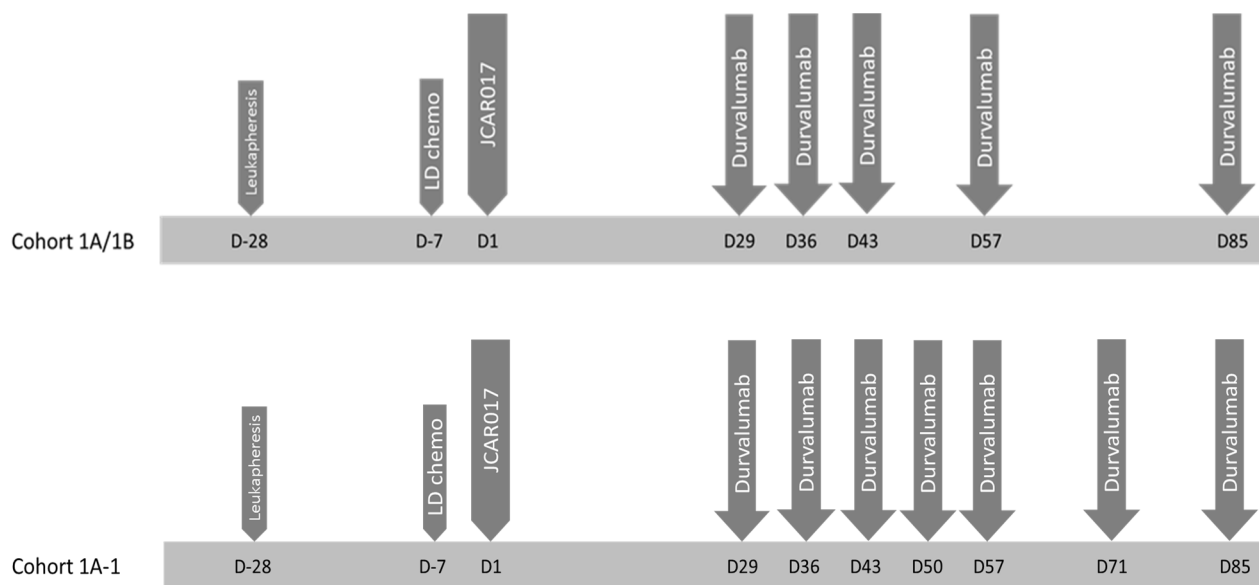 Leukapheresis
LD chemo
JCAR017
Durvalumab
Durvalumab
Durvalumab
Durvalumab
Durvalumab
Cohort 1A/1B
D-28
D-7
D1
D29
D36
D43
D57
D85
Leukapheresis
LD chemo
JCAR017
Durvalumab
Durvalumab
Durvalumab
Durvalumab
Durvalumab
Durvalumab
Durvalumab
Cohort 1A-1
D-28
D-7
D1
D29
D36
D43
D50
D57
D71
D85